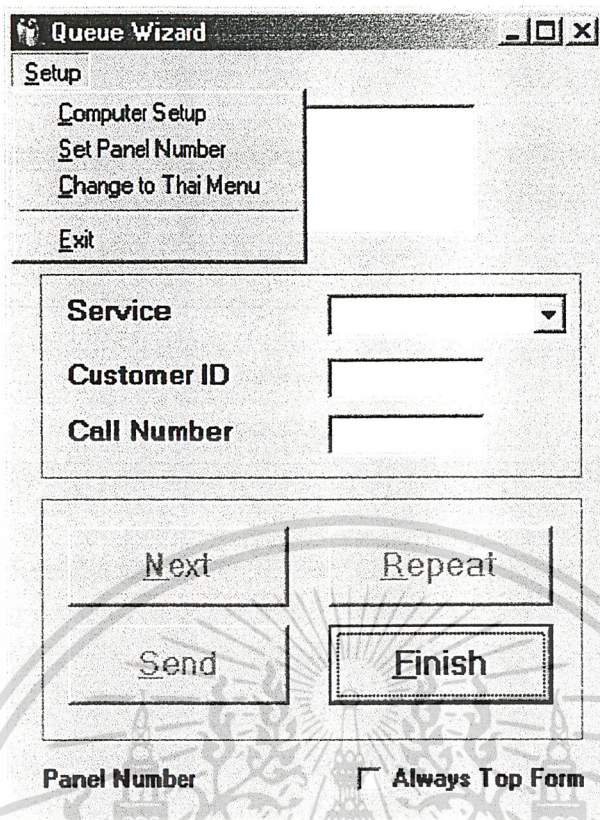 Queue Wizard
Setup
Computer Setup
Set Panel Number
Change to Thai Menu
Exit
Service
Customer ID
Call Number
Next
Repeat
Send
Finish
Panel Number
Always Top Form